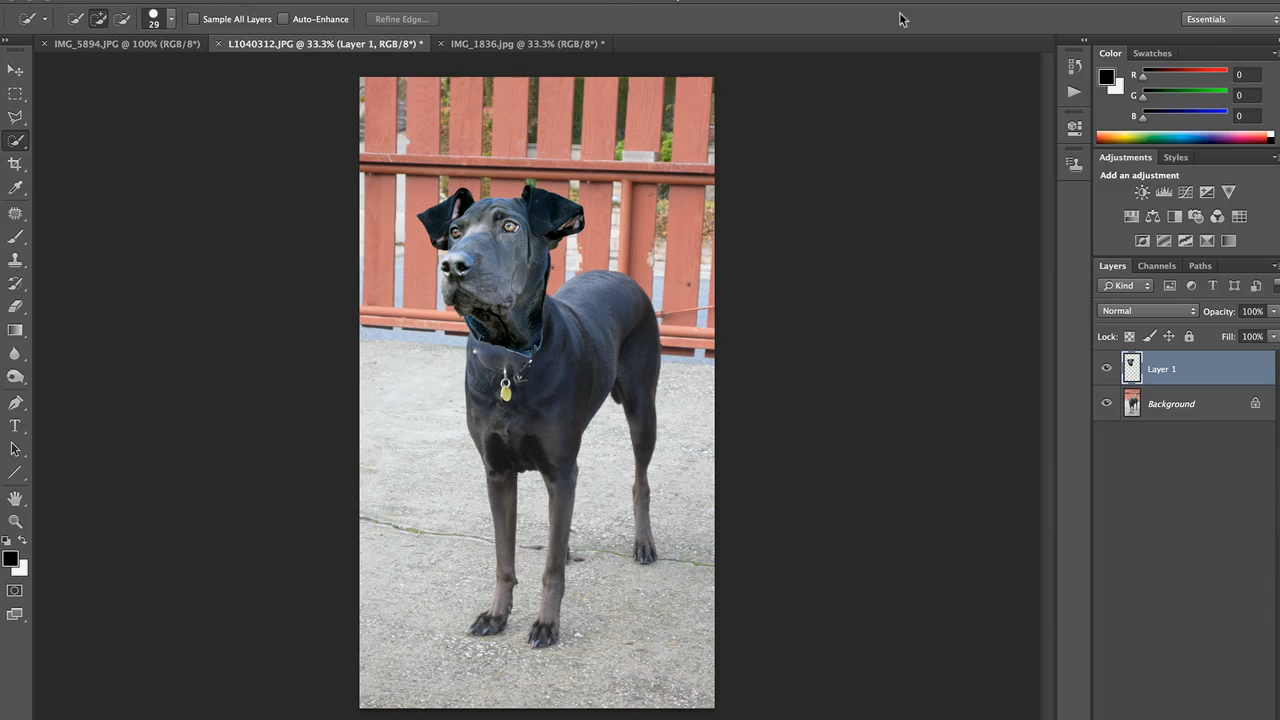 29
Sample All Layers
Auto-Enhance
Refine Edge...
Essentials
IMG_5894.JPG @ 100% (RGB/8*)
L1040312.JPG @ 33.3% (Layer 1, RGB/8*) *
IMG_1836.jpg @ 33.3% (RGB/8*) *
Color
Swatches
R
0
G
0
B
0
Adjustments
Styles
Add an adjustment
Layers
Channels
Paths
Kind
Normal
Opacity: 100%
Lock:
Fill: 100%
Layer 1
Background